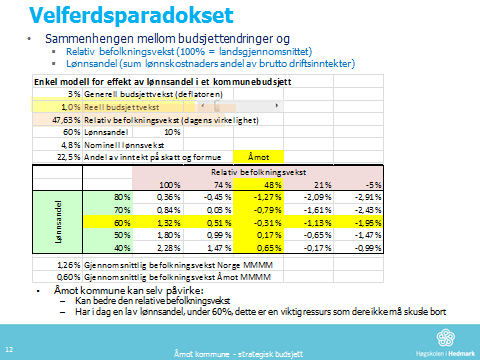 Velferdsparadokset
• Sammenhengen mellom budsjettendringer og
▪ Relativ befolkningsvekst (100% = landsgjennomsnittet)
▪ Lønnsandel (sum lønnskostnaders andel av brutto driftsinntekter)
Enkel modell for effekt av lønnsandel i et kommunebudsjett
3% Generell budsjettvekst (deflatoren)
1,0% Reell budsjettvekst
47,63% Relativ befolkningsvekst (dagens virkelighet)
60% Lønnsandel 10%
4,8% Nominell lønnsvekst
22,5% Andel av inntekt på skatt og formue Åmot
Relativ befolkningsvekst
100% 74% 48% 21% -5%
Lønnsandel
80% 0,36% -0,45% -1,27% -2,09% -2,91%
70% 0,84% 0,03% -0,79% -1,61% -2,43%
60% 1,32% 0,51% -0,31% -1,13% -1,95%
50% 1,80% 0,99% 0,17% -0,65% -1,47%
40% 2,28% 1,47% 0,65% -0,17% -0,99%
1,26% Gjennomsnittlig befolkningsvekst Norge MMMM
0,60% Gjennomsnittlig befolkningsvekst Åmot MMMM
• Åmot kommune kan selv påvirke:
– Kan bedre den relative befolkningsvekst
– Har i dag en lav lønnsandel, under 60%, dette er en viktig ressurs som dere ikke må skusle bort
12
Åmot kommune - strategisk budsjett
Høgskolen i Hedmark